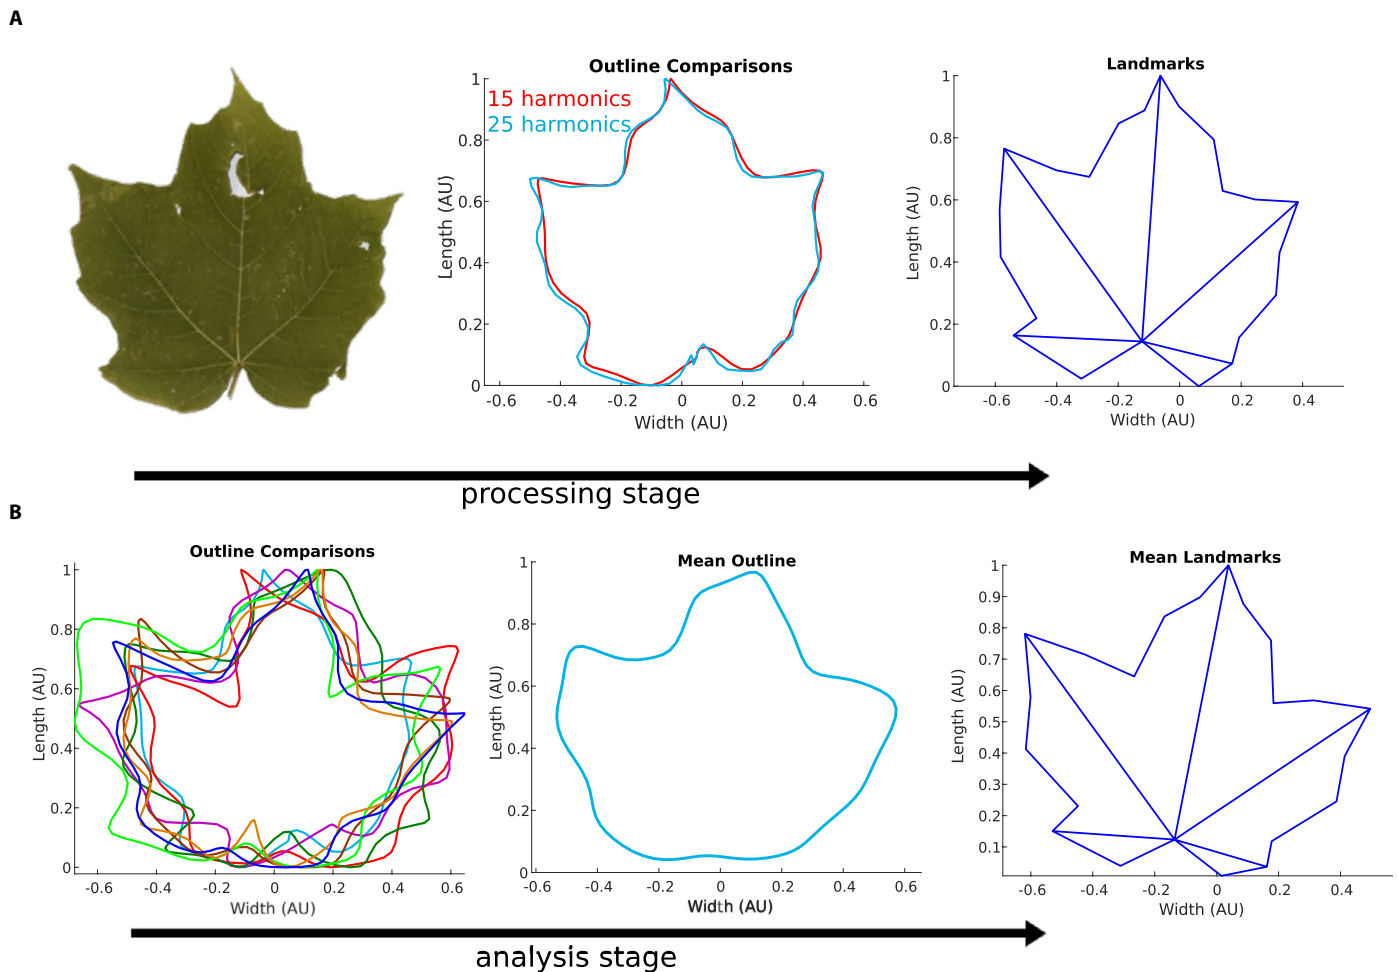 A
Outline Comparisons
15 harmonics
25 harmonics
1
0.8
0.6
0.4
0.2
0
-0.6 -0.4 -0.2 0 0.2 0.4 0.6
Length (AU)
Width (AU)
Landmarks
1
0.8
0.6
0.4
0.2
0
-0.6 -0.4 -0.2 0 0.2 0.4
Length (AU)
Width (AU)
processing stage
B
Outline Comparisons
1
0.8
0.6
0.4
0.2
0
-0.6 -0.4 -0.2 0 0.2 0.4 0.6
Length (AU)
Width (AU)
Mean Outline
1
0.8
0.6
0.4
0.2
0
-0.6 -0.4 -0.2 0 0.2 0.4 0.6
Length (AU)
Width (AU)
Mean Landmarks
1
0.9
0.8
0.7
0.6
0.5
0.4
0.3
0.2
0.1
-0.6 -0.4 -0.2 0 0.2 0.4
Length (AU)
Width (AU)
analysis stage